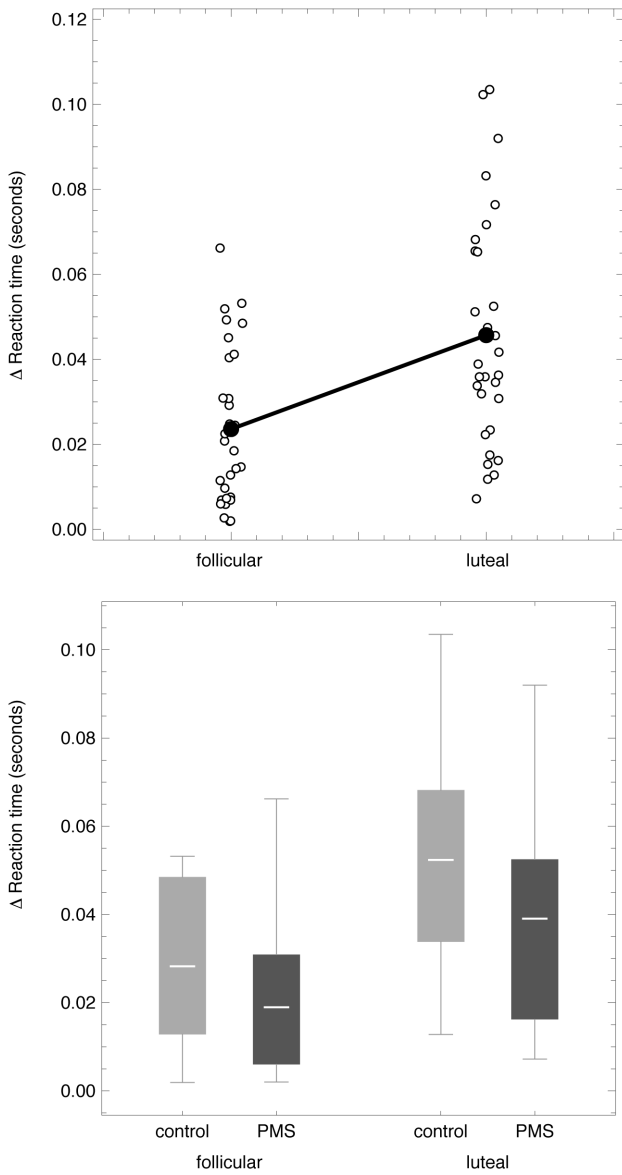 0.12
0.10
0.08
0.06
0.04
0.02
0.00
Δ Reaction time (seconds)
follicular luteal
0.10
0.08
0.06
0.04
0.02
0.00
Δ Reaction time (seconds)
control PMS control PMS
follicular luteal